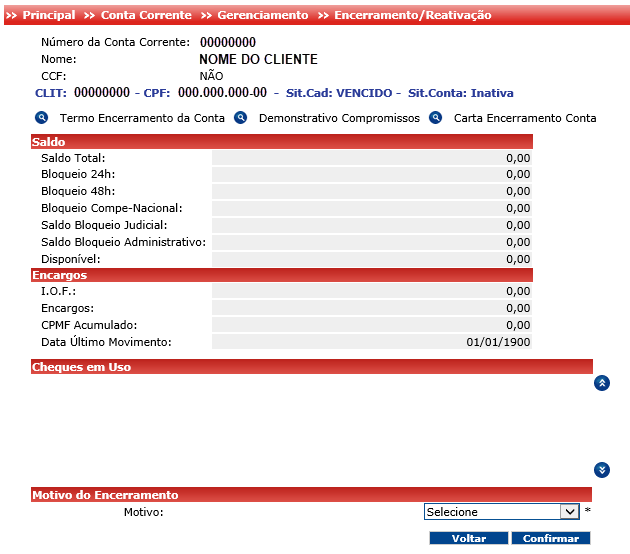 >> Principal >> Conta Corrente >> Gerenciamento >> Encerramento/Reativação
Número da Conta Corrente: 00000000
Nome: NOME DO CLIENTE
CCF: NÃO
CLIT: 00000000 - CPF: 000.000.000-00 - Sit.Cad: VENCIDO - Sit.Conta: Inativa
Termo Encerramento da Conta Demonstrativo Compromissos Carta Encerramento Conta
Saldo
Saldo Total: 0,00
Bloqueio 24h: 0,00
Bloqueio 48h: 0,00
Bloqueio Compe-Nacional: 0,00
Saldo Bloqueio Judicial: 0,00
Saldo Bloqueio Administrativo: 0,00
Disponível: 0,00
Encargos
I.O.F.: 0,00
Encargos: 0,00
CPMF Acumulado: 0,00
Data Último Movimento: 01/01/1900
Cheques em Uso
Motivo do Encerramento
Motivo: Selecione *
Voltar Confirmar